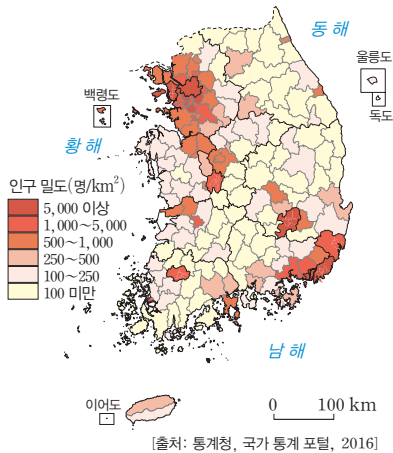 동 해
울릉도
독도
백령도
황 해
인구 밀도(명/km²)
5,000 이상
1,000～5,000
500～1,000
250～500
100～250
100 미만
남 해
이어도
0 100 km
[출처: 통계청, 국가 통계 포털, 2016]